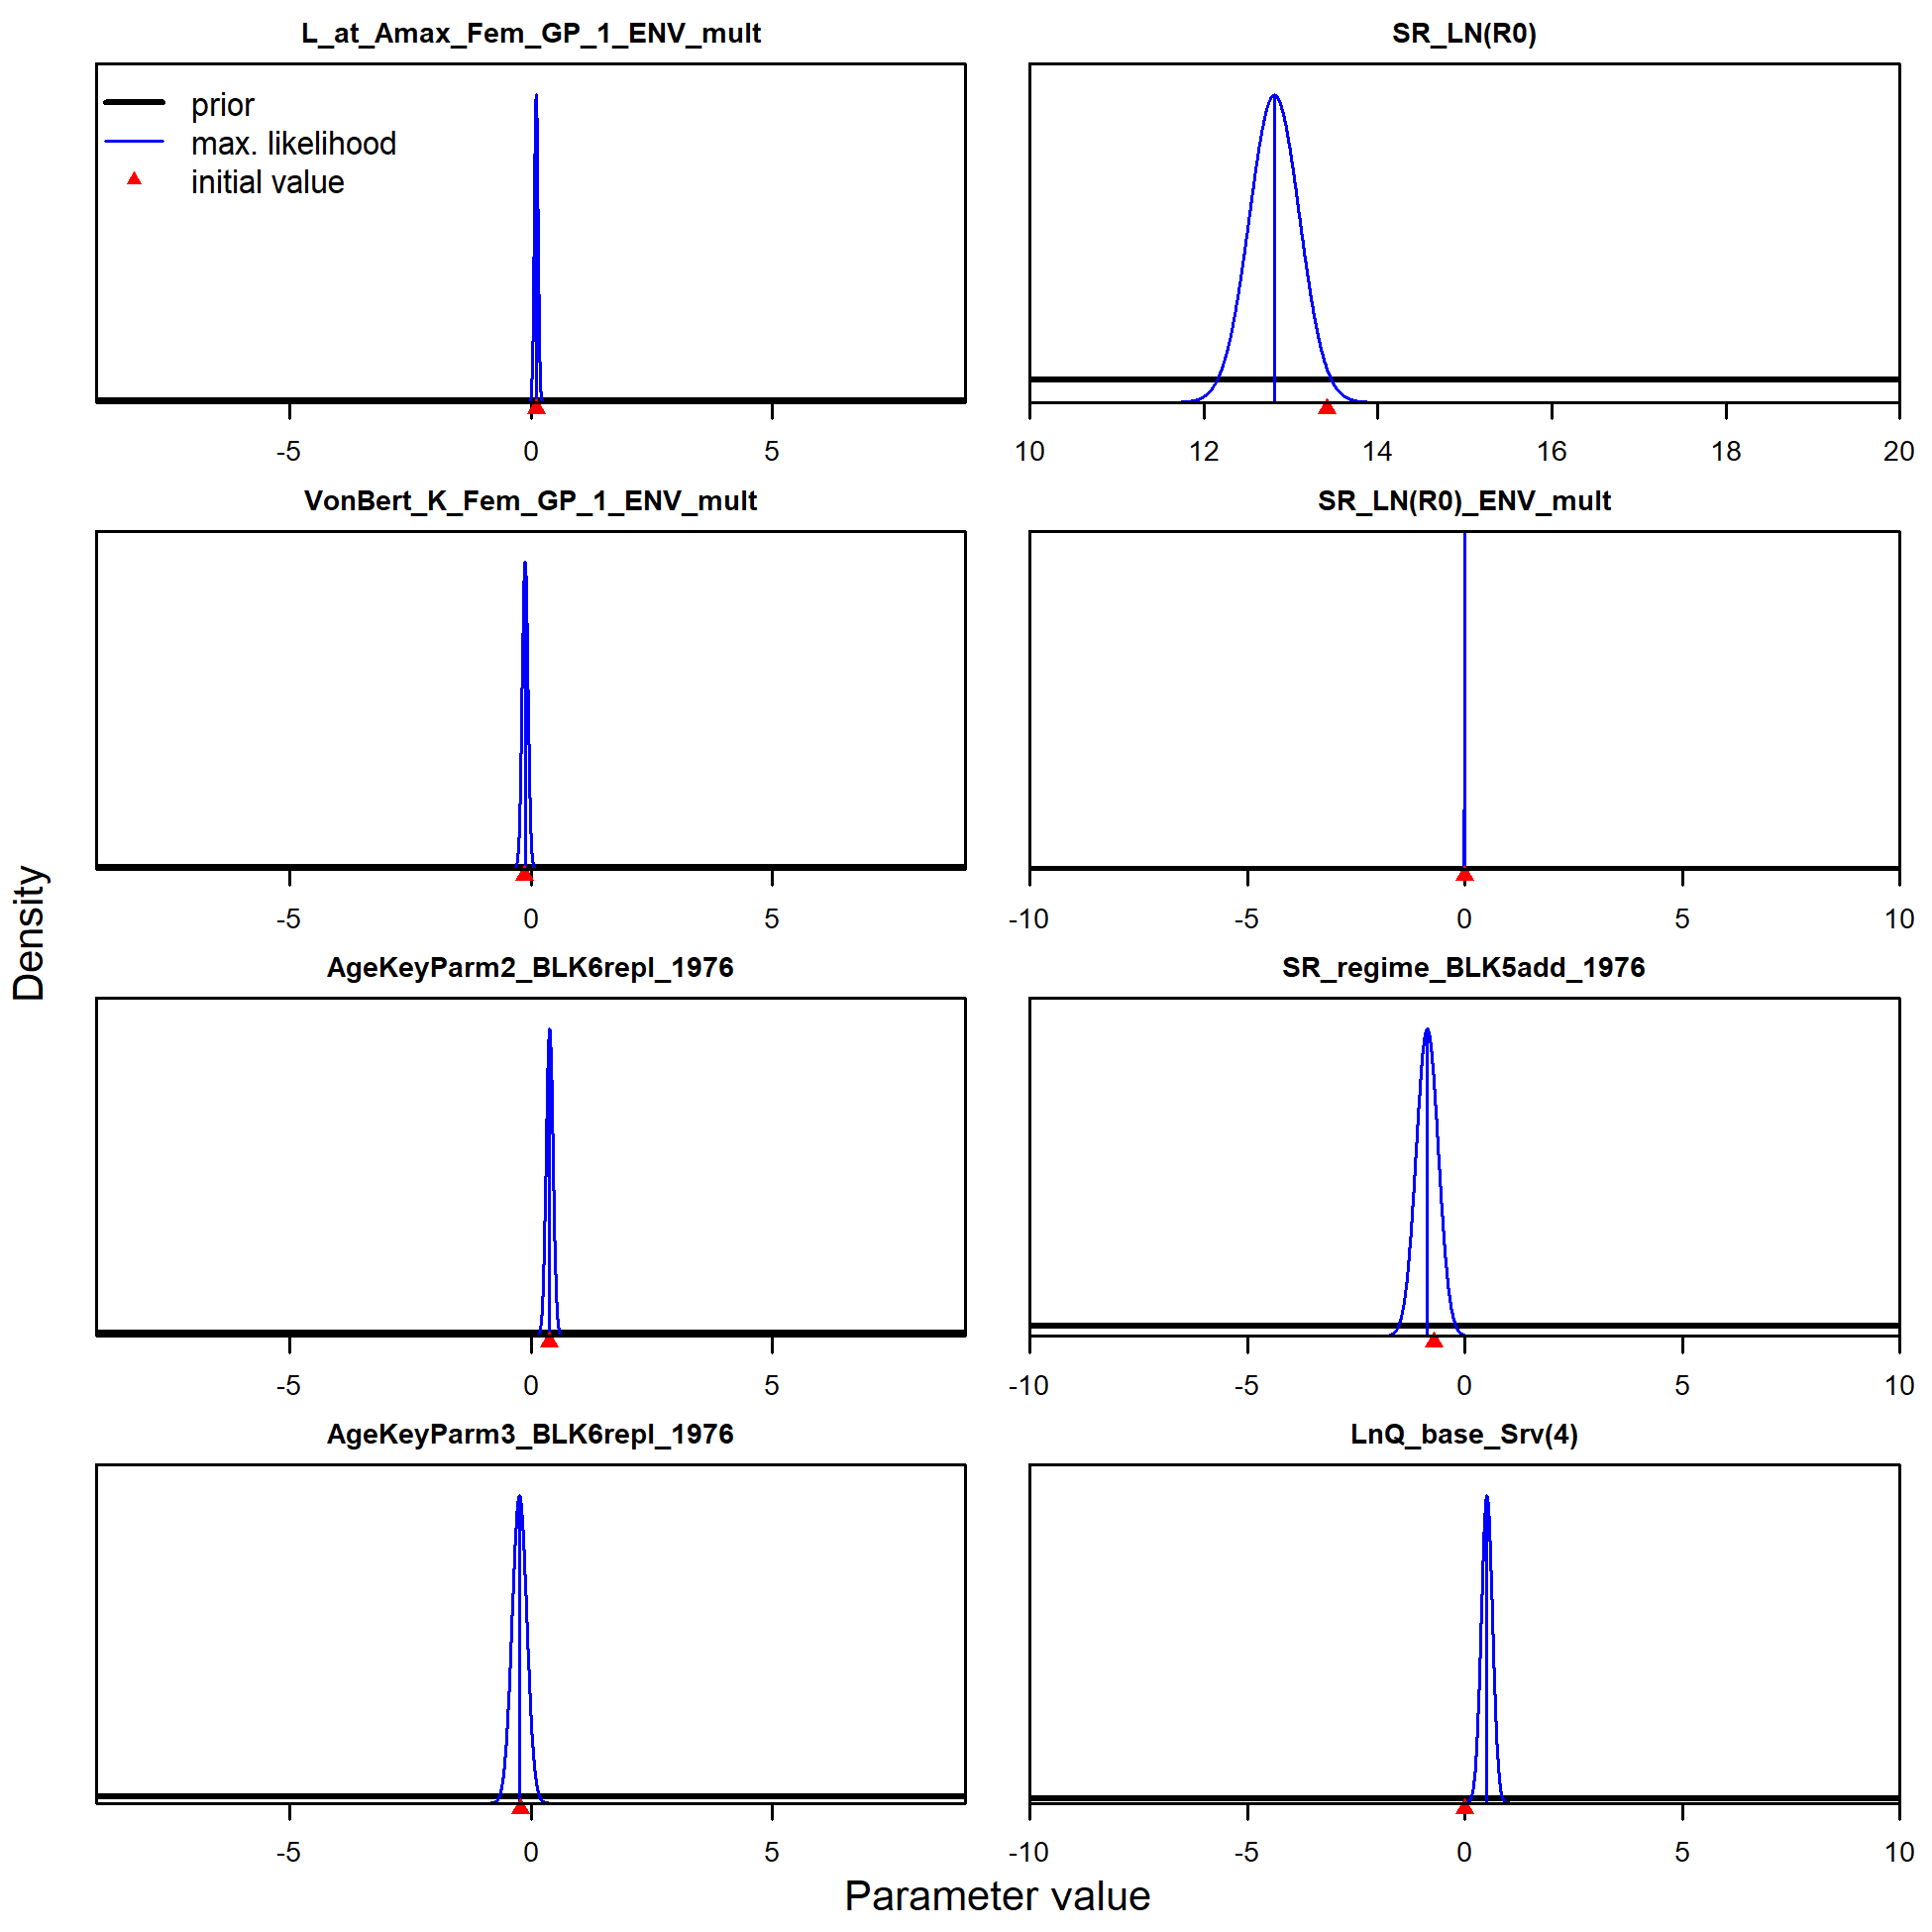 L_at_Amax_Fem_GP_1_ENV_mult
prior
max. likelihood
initial value
-5 0 5
SR_LN(R0)
10 12 14 16 18 20
VonBert_K_Fem_GP_1_ENV_mult
-5 0 5
SR_LN(R0)_ENV_mult
-10 -5 0 5 10
AgeKeyParm2_BLK6repl_1976
-5 0 5
SR_regime_BLK5add_1976
-10 -5 0 5 10
AgeKeyParm3_BLK6repl_1976
-5 0 5
LnQ_base_Srv(4)
-10 -5 0 5 10
Density
Parameter value